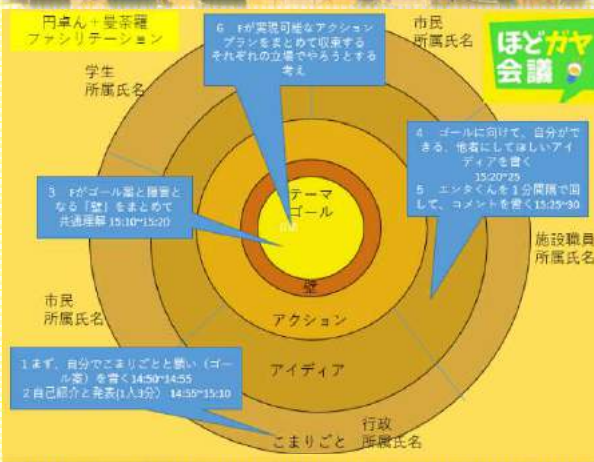 円卓ん+曼荼羅
ファシリテーション
6 Fが実現可能なアクション
プランをまとめて収束する
それぞれの立場でやろうとする
考え
市民
所属氏名
ほどガヤ
会議
学生
所属氏名
4 ゴールに向けて、自分がで
きる、他者にしてほしいアイ
ディアを書く
15:20~25
5 エンタくんを1分間隔で回
して、コメントを書く15:25~30
3 Fがゴール案と障害と
なる「壁」をまとめて
共通理解 15:10~15:20
テーマ
ゴール
施設職員
所属氏名
壁
市民
所属氏名
アクション
1まず、自分でこまりごとと願い（ゴー
ル案）を書く14:50~14:55
2自己紹介と発表(1人3分) 14:55~15:10
アイディア
行政
所属氏名
こまりごと